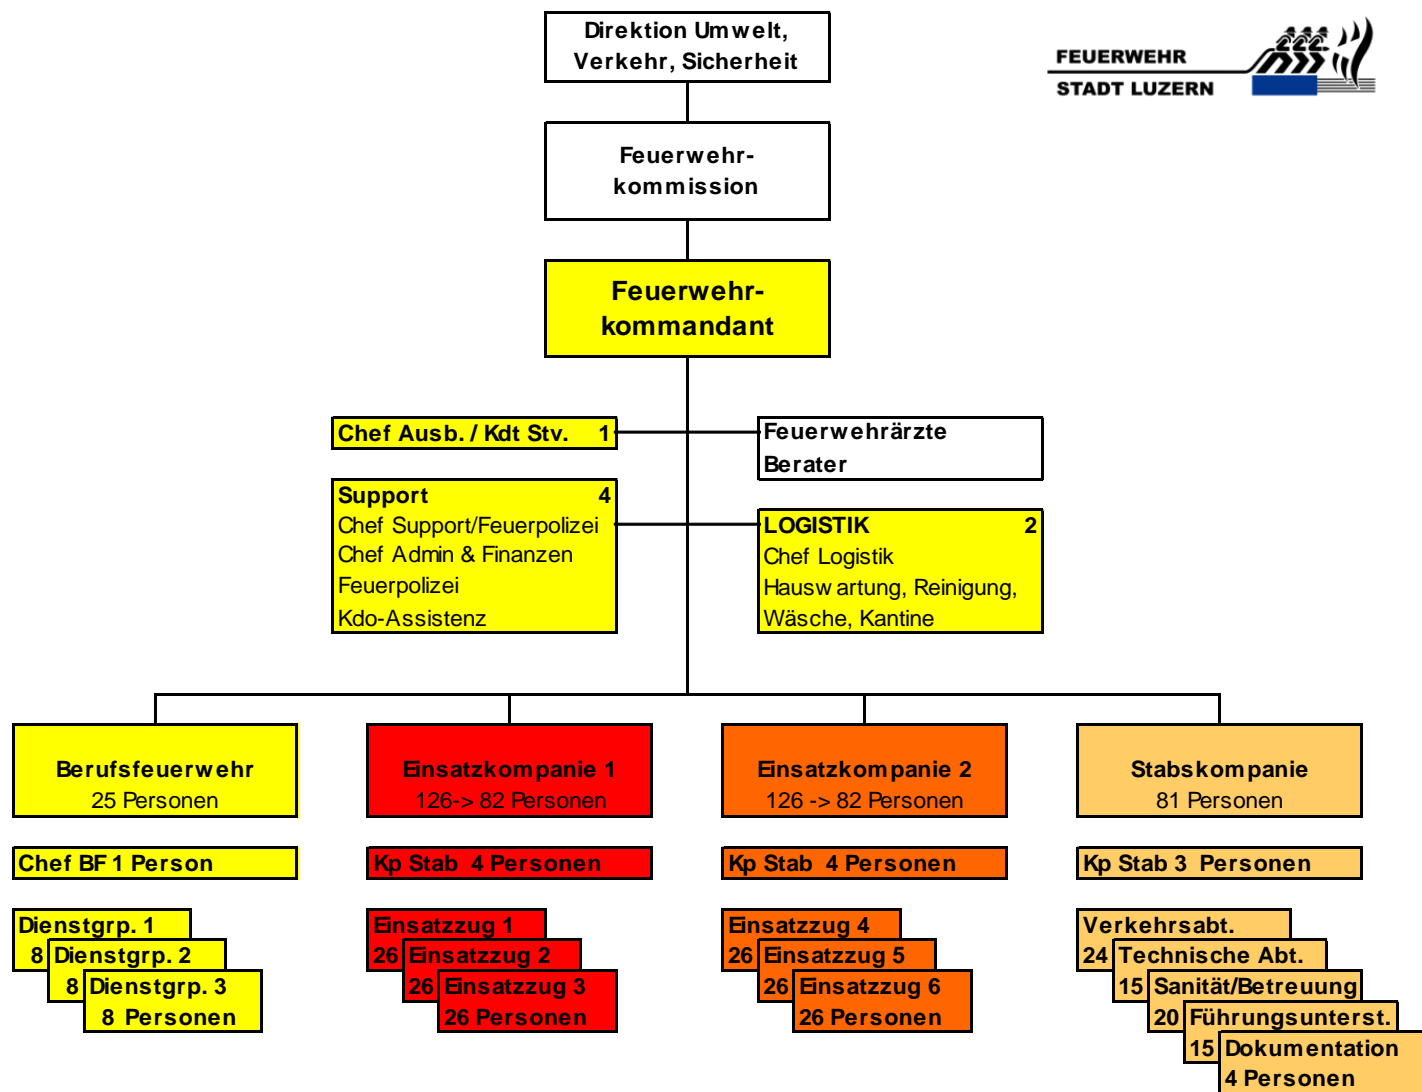 Direktion Umwelt,
Verkehr, Sicherheit
FEUERWEHR
STADT LUZERN
Feuerwehr-
kommission
Feuerwehr-
kommandant
Chef Ausb. / Kdt Stv. 1
Feuerwehrärzte
Berater
Support 4
Chef Support/Feuerpolizei
Chef Admin & Finanzen
Feuerpolizei
Kdo-Assistenz
LOGISTIK 2
Chef Logistik
Hauswartung, Reinigung,
Wäsche, Kantine
Berufsfeuerwehr
25 Personen
Chef BF 1 Person
Dienstgrp. 1
8 Dienstgrp. 2
8 Dienstgrp. 3
8 Personen
Einsatzkompanie 1
126-> 82 Personen
Kp Stab 4 Personen
Einsatzzug 1
26 Einsatzzug 2
26 Einsatzzug 3
26 Personen
Einsatzkompanie 2
126 -> 82 Personen
Kp Stab 4 Personen
Einsatzzug 4
26 Einsatzzug 5
26 Einsatzzug 6
26 Personen
Stabskompanie
81 Personen
Kp Stab 3 Personen
Verkehrsabt.
24 Technische Abt.
15 Sanität/Betreuung
20 Führungsunterst.
15 Dokumentation
4 Personen